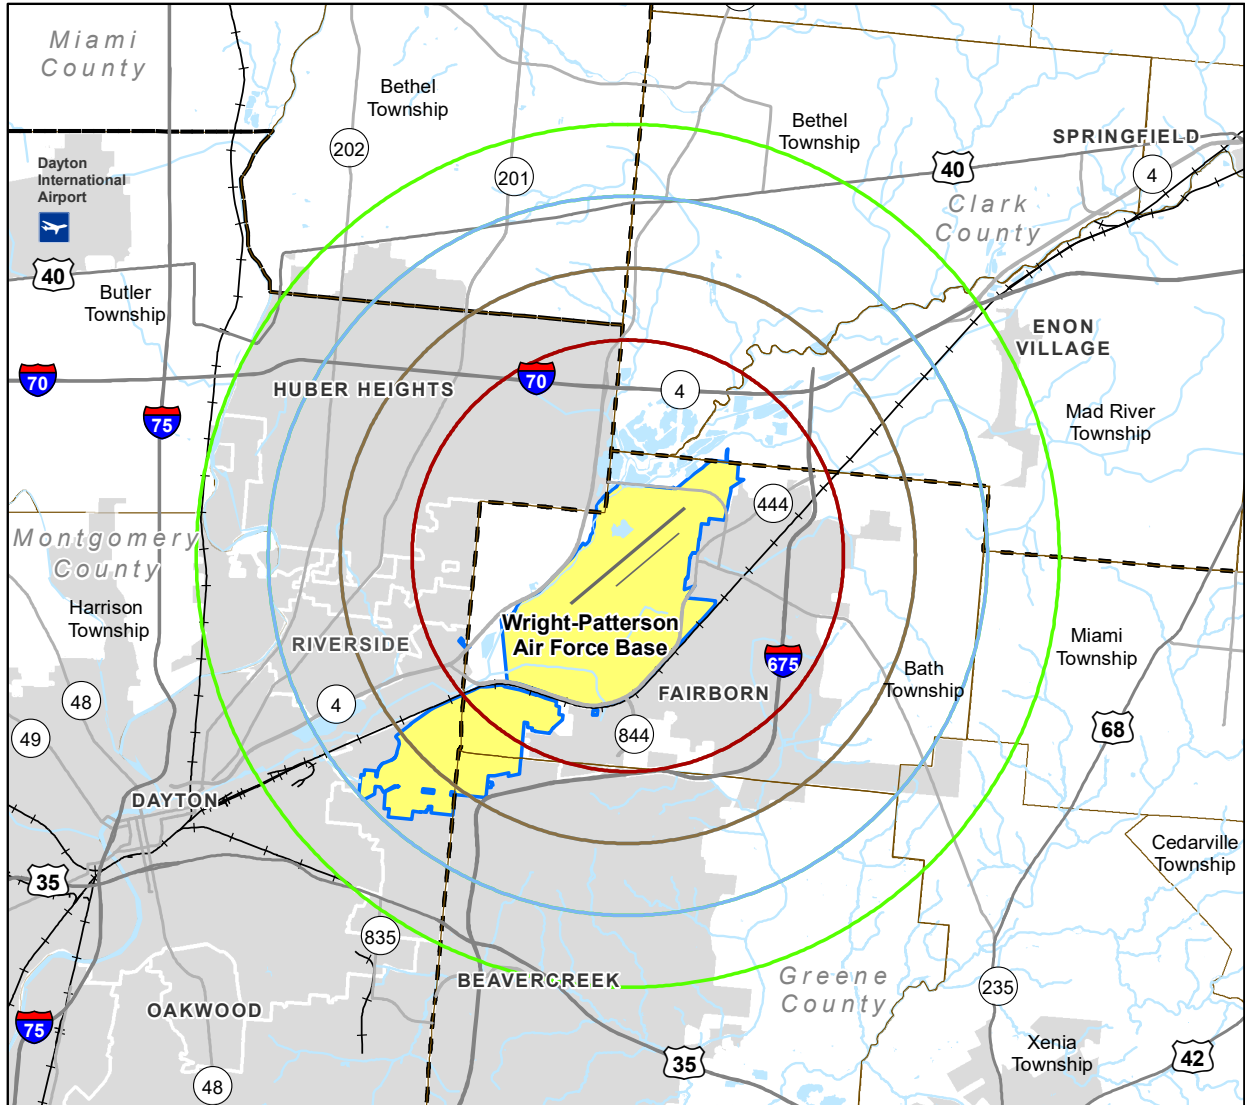 Miami
County
Bethel
Township
Bethel
Township
SPRINGFIELD
202
201
40
4
Dayton
International
Airport
Clark
County
40
Butler
Township
ENON
VILLAGE
70
HUBER HEIGHTS
70
4
75
Mad River
Township
444
Montgomery
County
Harrison
Township
Wright-Patterson
Air Force Base
RIVERSIDE
675
Miami
Township
Bath
Township
FAIRBORN
48
4
49
844
68
DAYTON
Cedarville
Township
35
835
BEAVERCREEK
Greene
County
235
OAKWOOD
75
Xenia
Township
35
42
48